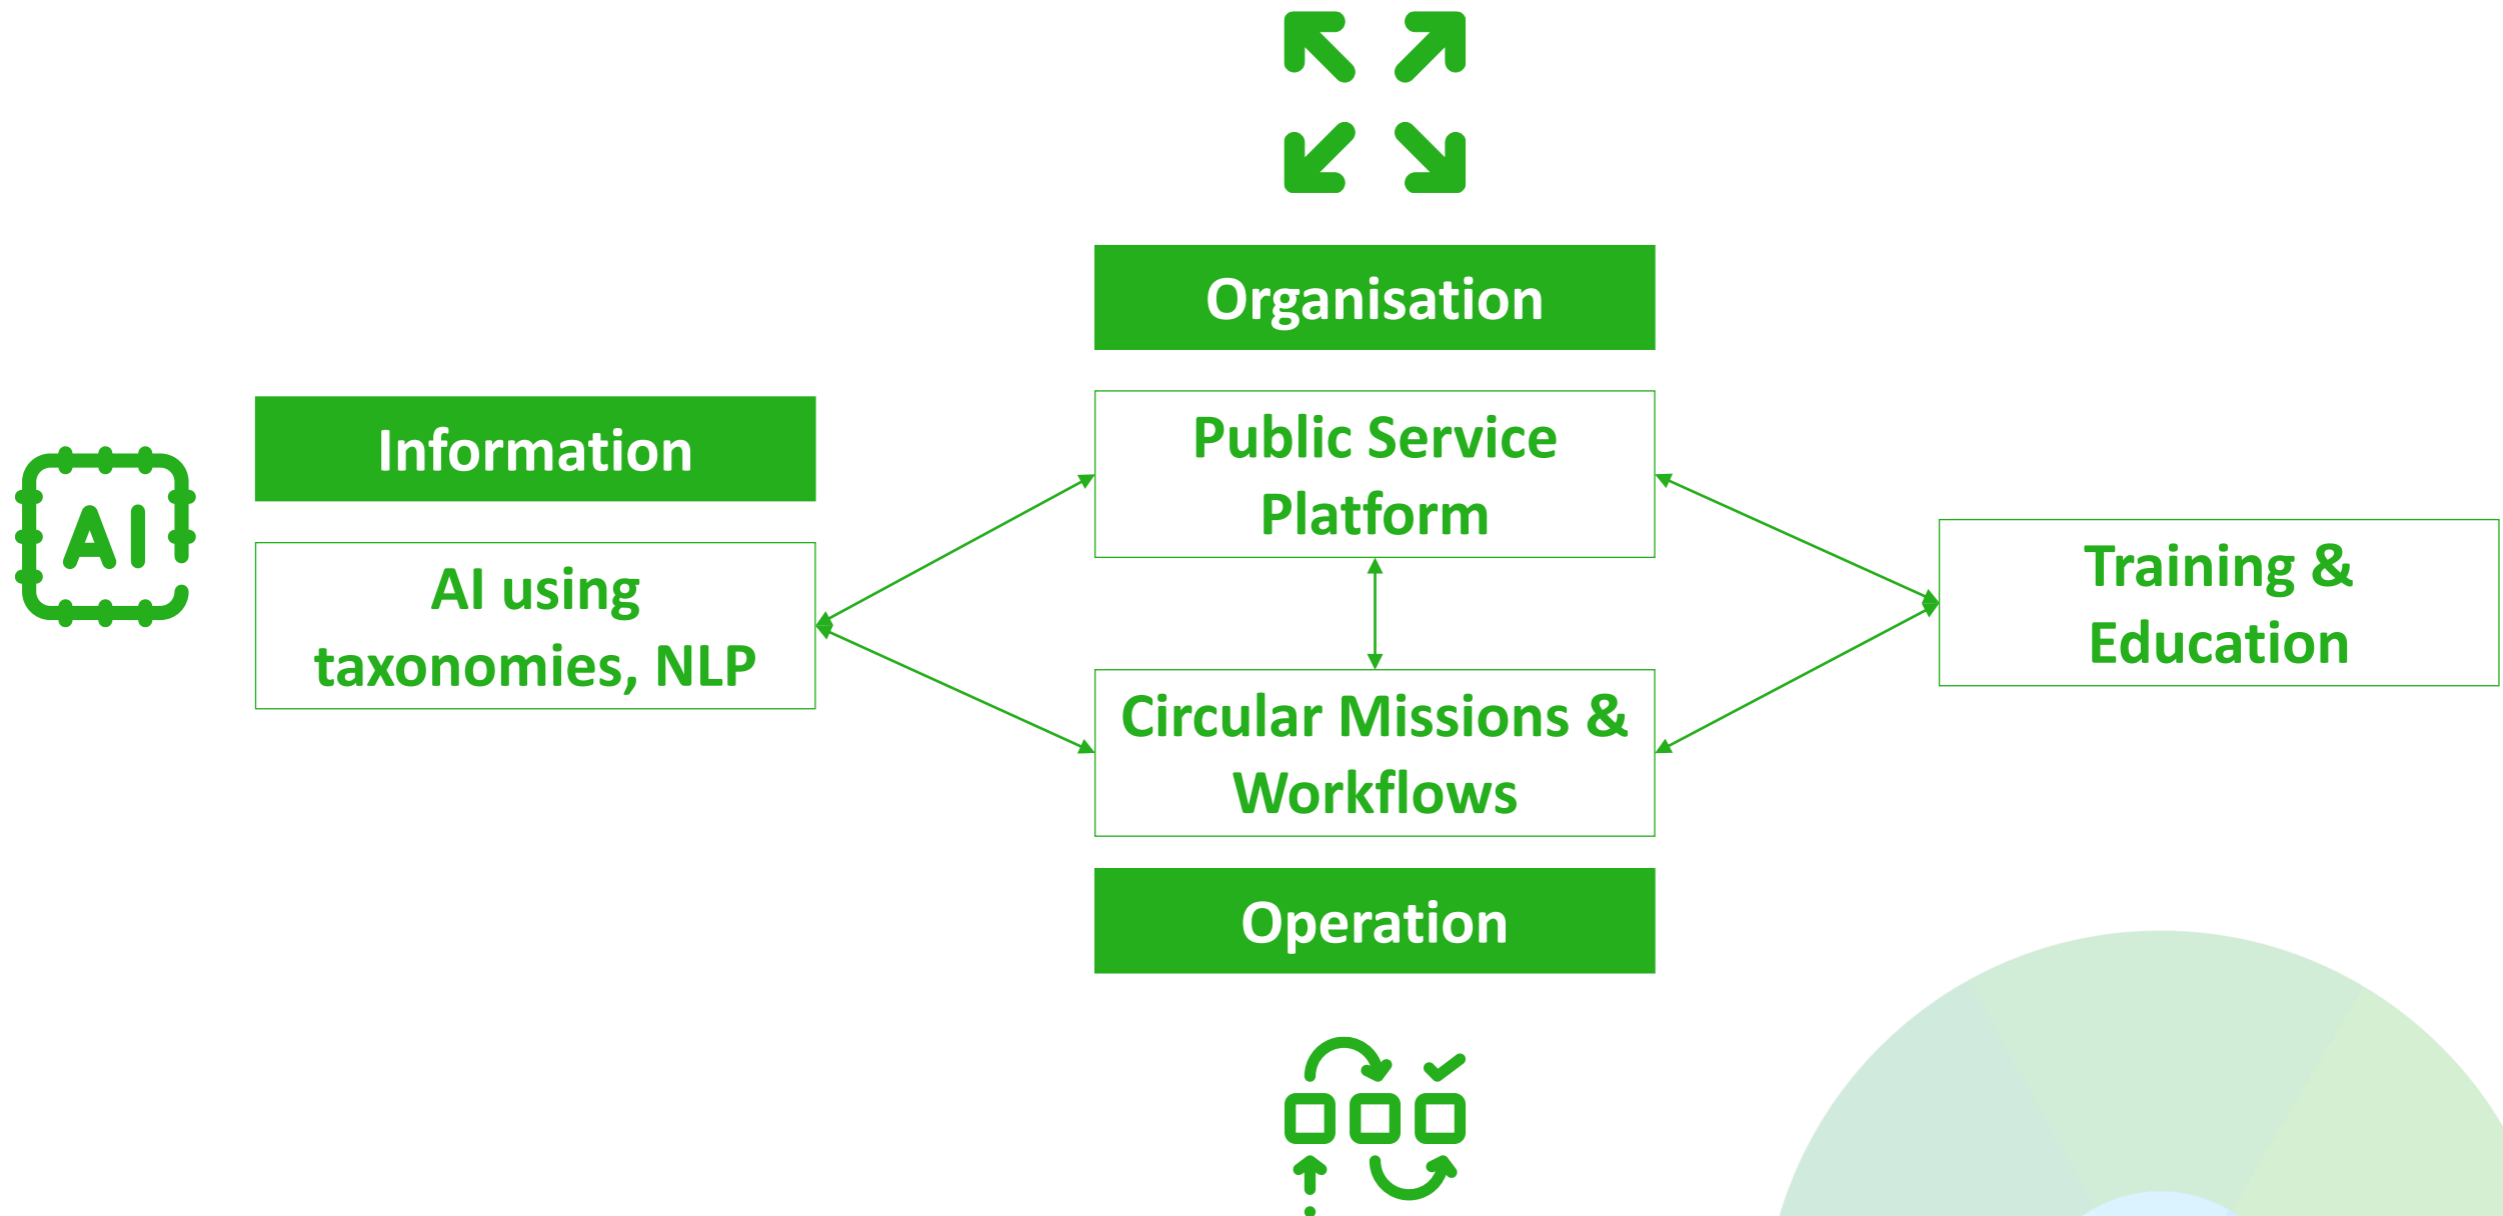 Organisation
Public Service
Platform
Information
AI
AI using
taxonomies, NLP
Training &
Education
Circular Missions &
Workflows
Operation